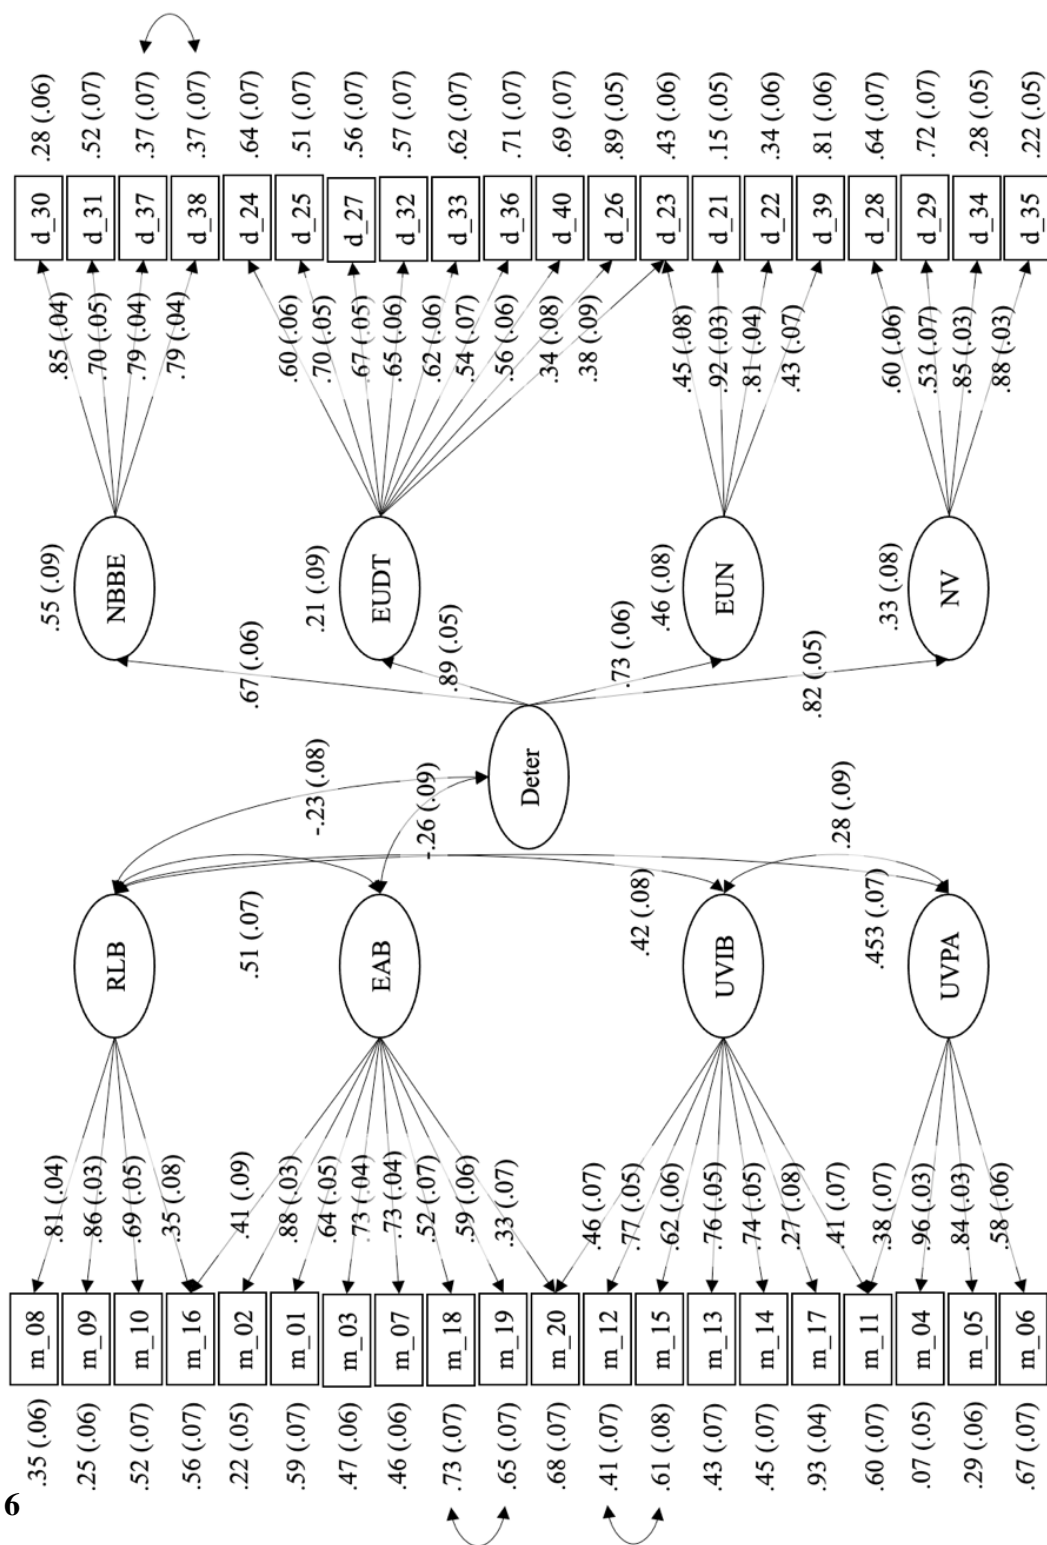 .28 (.06)
.52 (.07)
.37 (.07)
.37 (.07)
.64 (.07)
.51 (.07)
.56 (.07)
.57 (.07)
.62 (.07)
.71 (.07)
.69 (.07)
.89 (.05)
.43 (.06)
.15 (.05)
.34 (.06)
.81 (.06)
.64 (.07)
.72 (.07)
.28 (.05)
.22 (.05)
d_30
d_31
d_37
d_38
d_24
d_25
d_27
d_32
d_33
d_36
d_40
d_26
d_23
d_21
d_22
d_39
d_28
d_29
d_34
d_35
.85 (.04)
.70 (.05)
.79 (.04)
.79 (.04)
.60 (.06)
.70 (.05)
.67 (.05)
.65 (.06)
.62 (.06)
.54 (.07)
.56 (.06)
.34 (.08)
.38 (.09)
.45 (.08)
.92 (.03)
.81 (.04)
.43 (.07)
.60 (.06)
.53 (.07)
.85 (.03)
.88 (.03)
.55 (.09)
NBBE
.21 (.09)
EUDT
.46 (.08)
EUN
.33 (.08)
NV
.67 (.06)
.89 (.05)
.73 (.06)
.82 (.05)
Deter
-.23 (.08)
-.26 (.09)
.28 (.09)
.51 (.07)
.42 (.08)
.453 (.07)
RLB
EAB
UVIB
UVPA
.81 (.04)
.86 (.03)
.69 (.05)
.35 (.08)
.41 (.09)
.88 (.03)
.64 (.05)
.73 (.04)
.73 (.04)
.52 (.07)
.59 (.06)
.33 (.07)
.46 (.07)
.77 (.05)
.62 (.06)
.76 (.05)
.74 (.05)
.27 (.08)
.41 (.07)
.38 (.07)
.96 (.03)
.84 (.03)
.58 (.06)
m_08
m_09
m_10
m_16
m_02
m_01
m_03
m_07
m_18
m_19
m_20
m_12
m_15
m_13
m_14
m_17
m_11
m_04
m_05
m_06
.35 (.06)
.25 (.06)
.52 (.07)
.56 (.07)
.22 (.05)
.59 (.07)
.47 (.06)
.46 (.06)
.73 (.07)
.65 (.07)
.68 (.07)
.41 (.07)
.61 (.08)
.43 (.07)
.45 (.07)
.93 (.04)
.60 (.07)
.07 (.05)
.29 (.06)
.67 (.07)
6